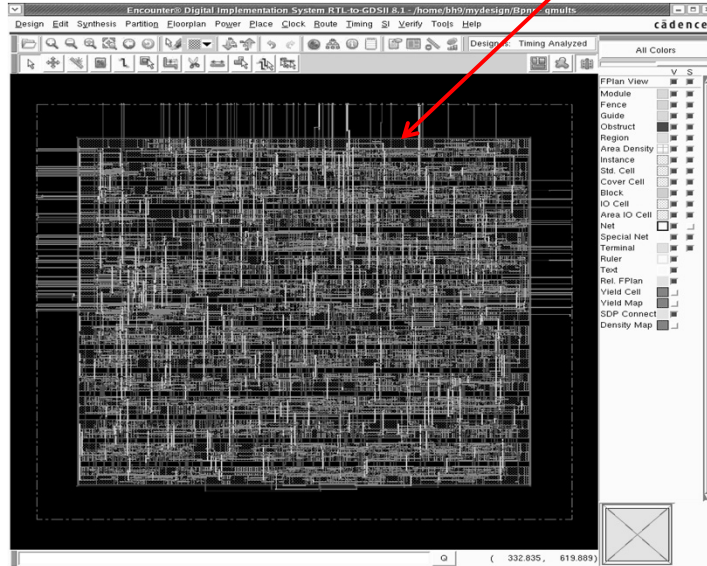 Encounter® Digital Implementation System RTL-to-GDSII 8.1 - /home/bh9/mydesign/Bpnn qmults
Design Edit Synthesis Partition Floorplan Power Place Clock Route Timing SI Verify Tools Help
cādence
Design is: Timing Analyzed
All Colors
V S
FPlan View
Module
Fence
Guide
Obstruct
Region
Area Density
Instance
Std. Cell
Cover Cell
Block
IO Cell
Area IO Cell
Net
Special Net
Terminal
Ruler
Text
Rel. FPlan
Yield Cell
Yield Map
SDP Connect
Density Map
Q ( 332.835, 619.889)